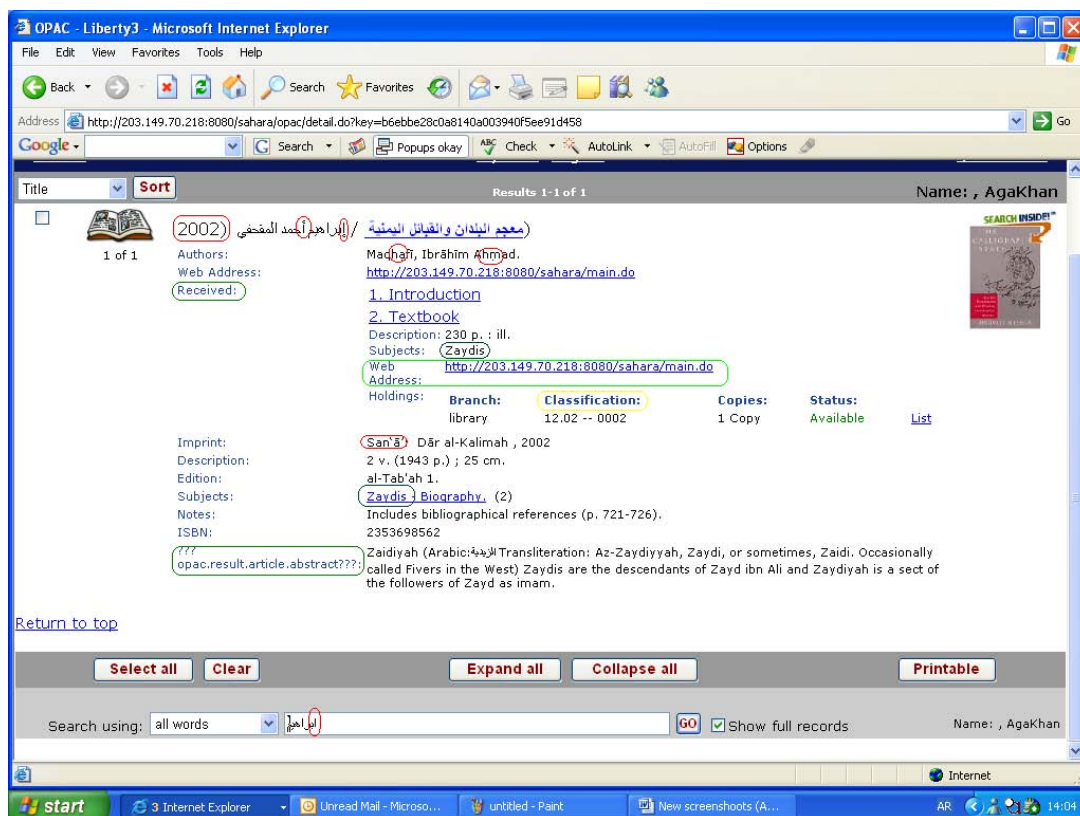 OPAC - Liberty3 - Microsoft Internet Explorer
File Edit View Favorites Tools Help
Back Search Favorites
Address http://203.149.70.218:8080/sahara/opac/detail.do?key=b6ebbe28c0a8140a003940f5ee91d458 Go
Google Search Popups okay Check AutoLink AutoFill Options
Title Sort Results 1-1 of 1 Name: , AgaKhan
(معجم البلدان والقبائل اليمنية / إبراهيم أحمد المقحفي (2002
SEARCH INSIDE!™
1 of 1
Authors: Madhafī, Ibrāhīm Ahmad.
Web Address: http://203.149.70.218:8080/sahara/main.do
Received:
1. Introduction
2. Textbook
Description: 230 p. : ill.
Subjects: Zaydis
Web Address: http://203.149.70.218:8080/sahara/main.do
Holdings: Branch: Classification: Copies: Status:
library 12.02 -- 0002 1 Copy Available List
Imprint: San'ā': Dār al-Kalimah , 2002
Description: 2 v. (1943 p.) ; 25 cm.
Edition: al-Tab'ah 1.
Subjects: Zaydis - Biography. (2)
Notes: Includes bibliographical references (p. 721-726).
ISBN: 2353698562
???
opac.result.article.abstract???: Zaidiyah (Arabic:الزيدية Transliteration: Az-Zaydiyyah, Zaydi, or sometimes, Zaidi. Occasionally
called Fivers in the West) Zaydis are the descendants of Zayd ibn Ali and Zaydiyah is a sect of
the followers of Zayd as imam.
Return to top
Select all Clear Expand all Collapse all Printable
Search using: all words ابراهيم GO Show full records Name: , AgaKhan
Internet
start 3 Internet Explorer Unread Mail - Microso... untitled - Paint New screenshoots (A... AR 14:04